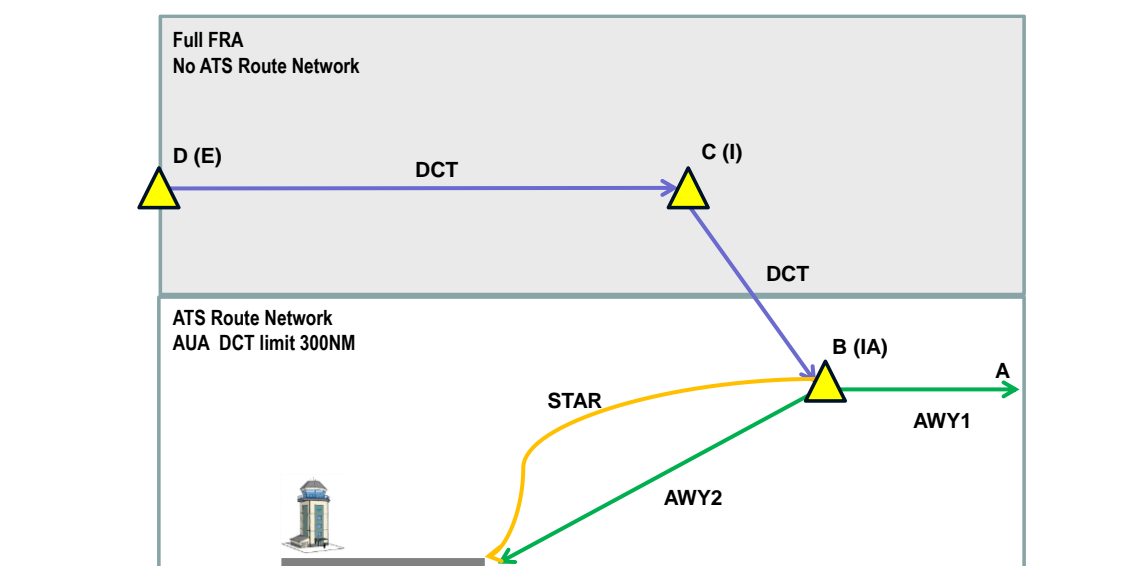 Full FRA
No ATS Route Network
D (E)
DCT
C (I)
DCT
ATS Route Network
AUA  DCT limit 300NM
B (IA)
A
STAR
AWY1
AWY2